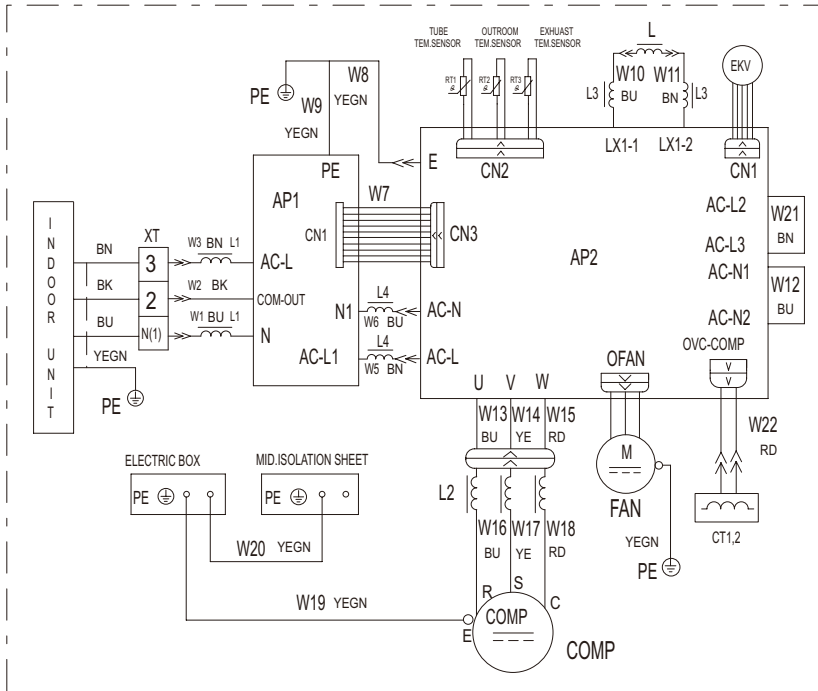 TUBE
TEM.SENSOR
OUTROOM
TEM.SENSOR
EXHUAST
TEM.SENSOR
L
RT1
RT2
RT3
W10
W11
EKV
L3
BU
BN
L3
PE
W8
W9
YEGN
YEGN
PE
E
CN2
LX1-1
LX1-2
CN1
AP1
W7
CN1
CN3
AP2
AC-L2
W21
AC-L3
BN
AC-N1
W12
BU
AC-N2
INDOOR UNIT
BN
XT
3
W3 BN L1
AC-L
BK
2
W2 BK
COM-OUT
BU
N(1)
W1 BU L1
N
YEGN
PE
N1
L4
W6 BU
AC-N
AC-L1
L4
W5 BN
AC-L
U
V
W
OFAN
OVC-COMP
V
V
W13
W14
W15
BU
YE
RD
M
FAN
W22
RD
ELECTRIC BOX
MID.ISOLATION SHEET
PE
PE
L2
W16
W17
W18
BU
YE
RD
YEGN
PE
CT1,2
W20
YEGN
W19 YEGN
R
S
C
COMP
E
COMP